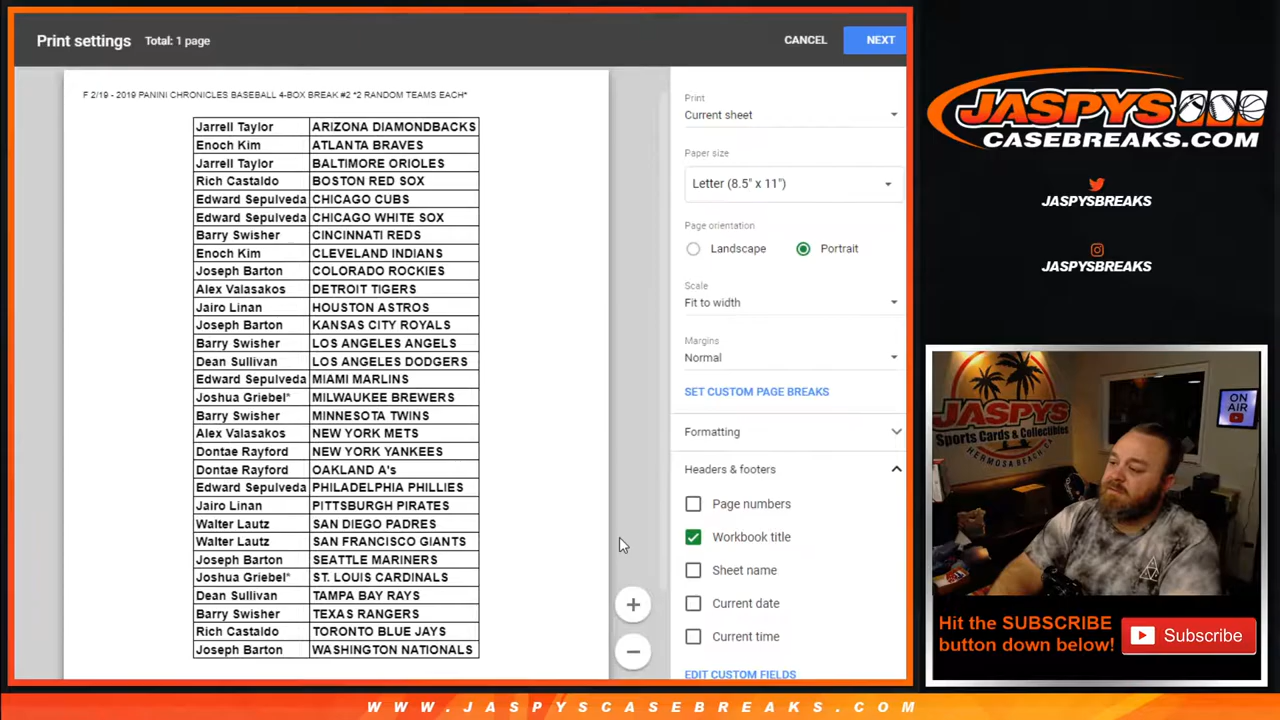 Print settings Total: 1 page CANCEL NEXT
F 2/19 - 2019 PANINI CHRONICLES BASEBALL 4-BOX BREAK #2 *2 RANDOM TEAMS EACH*
Jarrell Taylor ARIZONA DIAMONDBACKS
Enoch Kim ATLANTA BRAVES
Jarrell Taylor BALTIMORE ORIOLES
Rich Castaldo BOSTON RED SOX
Edward Sepulveda CHICAGO CUBS
Edward Sepulveda CHICAGO WHITE SOX
Barry Swisher CINCINNATI REDS
Enoch Kim CLEVELAND INDIANS
Joseph Barton COLORADO ROCKIES
Alex Valasakos DETROIT TIGERS
Jairo Linan HOUSTON ASTROS
Joseph Barton KANSAS CITY ROYALS
Barry Swisher LOS ANGELES ANGELS
Dean Sullivan LOS ANGELES DODGERS
Edward Sepulveda MIAMI MARLINS
Joshua Griebel* MILWAUKEE BREWERS
Barry Swisher MINNESOTA TWINS
Alex Valasakos NEW YORK METS
Dontae Rayford NEW YORK YANKEES
Dontae Rayford OAKLAND A's
Edward Sepulveda PHILADELPHIA PHILLIES
Jairo Linan PITTSBURGH PIRATES
Walter Lautz SAN DIEGO PADRES
Walter Lautz SAN FRANCISCO GIANTS
Joseph Barton SEATTLE MARINERS
Joshua Griebel* ST. LOUIS CARDINALS
Dean Sullivan TAMPA BAY RAYS
Barry Swisher TEXAS RANGERS
Rich Castaldo TORONTO BLUE JAYS
Joseph Barton WASHINGTON NATIONALS
Print
Current sheet
Paper size
Letter (8.5" x 11")
Page orientation
Landscape Portrait
Scale
Fit to width
Margins
Normal
SET CUSTOM PAGE BREAKS
Formatting
Headers & footers
Page numbers
Workbook title
Sheet name
Current date
Current time
EDIT CUSTOM FIELDS
JASPYS
CASEBREAKS.COM
JASPYSBREAKS
JASPYSBREAKS
JASPYS
Sports Cards & Collectibles
HERMOSA BEACH, CA
ON
AIR
Hit the SUBSCRIBE
button down below!
Subscribe
WWW.JASPYSCASEBREAKS.COM